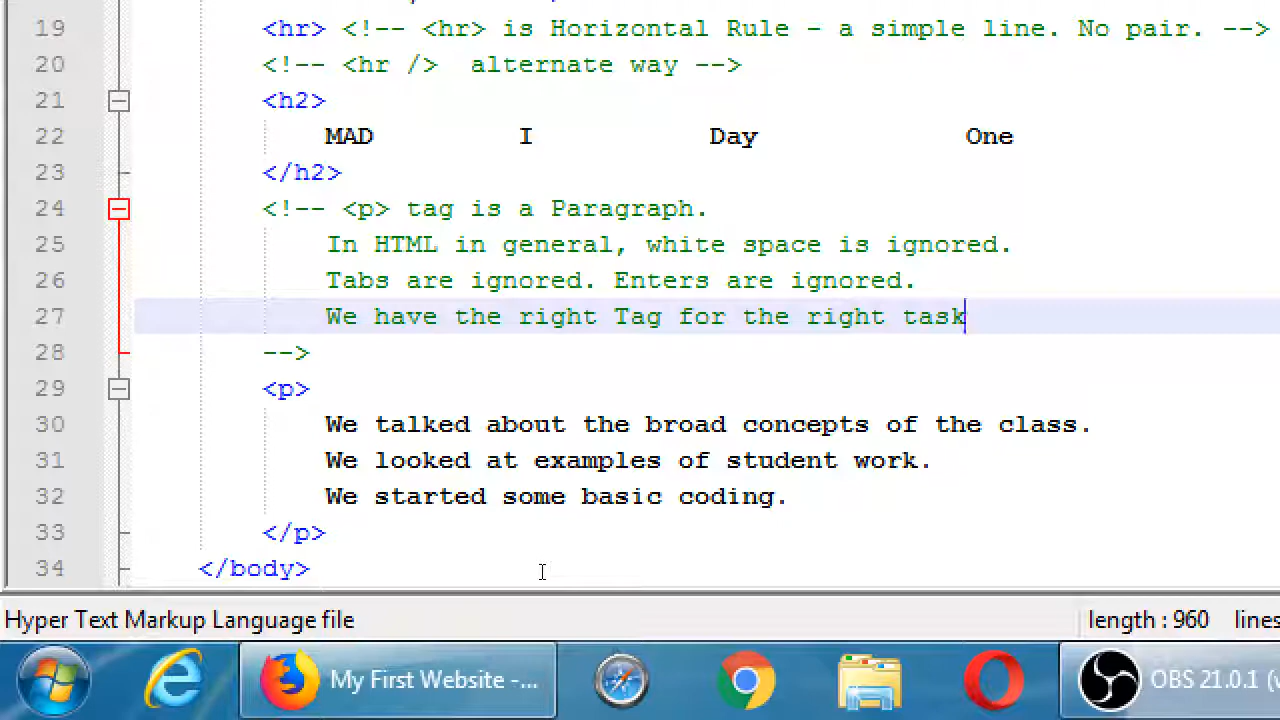 19 <hr> <!-- <hr> is Horizontal Rule - a simple line. No pair. -->
20 <!-- <hr /> alternate way -->
21 <h2>
22 MAD I Day One
23 </h2>
24 <!-- <p> tag is a Paragraph.
25 In HTML in general, white space is ignored.
26 Tabs are ignored. Enters are ignored.
27 We have the right Tag for the right task
28 -->
29 <p>
30 We talked about the broad concepts of the class.
31 We looked at examples of student work.
32 We started some basic coding.
33 </p>
34 </body>
Hyper Text Markup Language file length : 960 lines
My First Website -... OBS 21.0.1 (